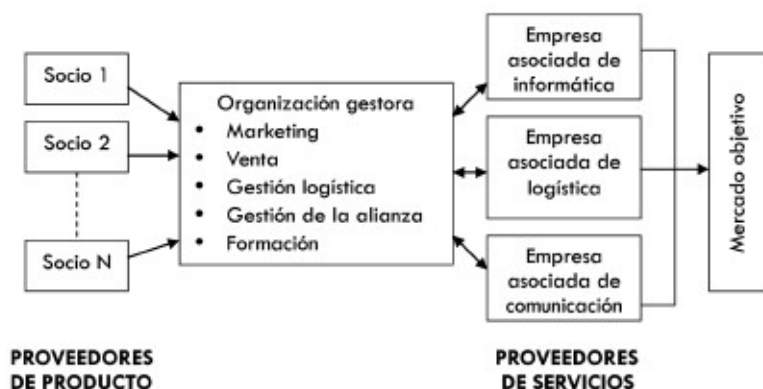 Socio 1
Socio 2
Socio N
Organización gestora
• Marketing
• Venta
• Gestión logística
• Gestión de la alianza
• Formación
Empresa
asociada de
informática
Empresa
asociada de
logística
Empresa
asociada de
comunicación
Mercado objetivo
PROVEEDORES
DE PRODUCTO
PROVEEDORES
DE SERVICIOS